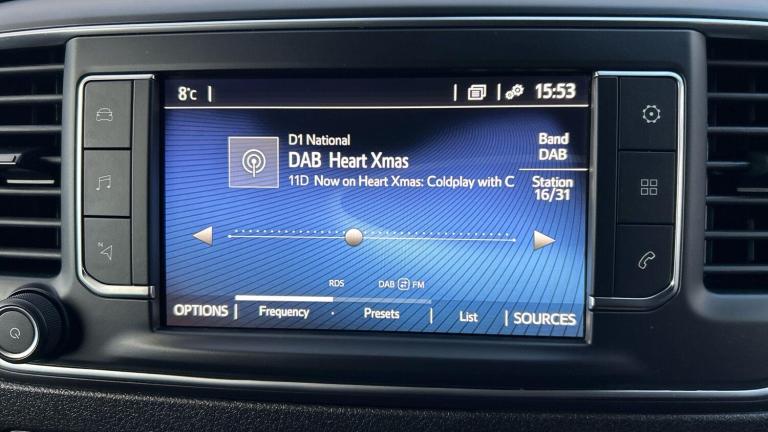 8°C
15:53
D1 National
DAB Heart Xmas
11D Now on Heart Xmas: Coldplay with C
Band
DAB
Station
16/31
RDS
DAB FM
OPTIONS
Frequency
Presets
List
SOURCES
N